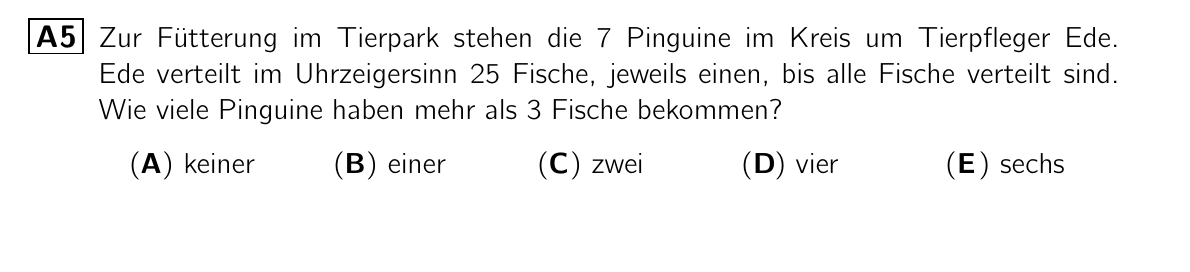 A5 Zur Fütterung im Tierpark stehen die 7 Pinguine im Kreis um Tierpfleger Ede.
Ede verteilt im Uhrzeigersinn 25 Fische, jeweils einen, bis alle Fische verteilt sind.
Wie viele Pinguine haben mehr als 3 Fische bekommen?
(A) keiner (B) einer (C) zwei (D) vier (E) sechs